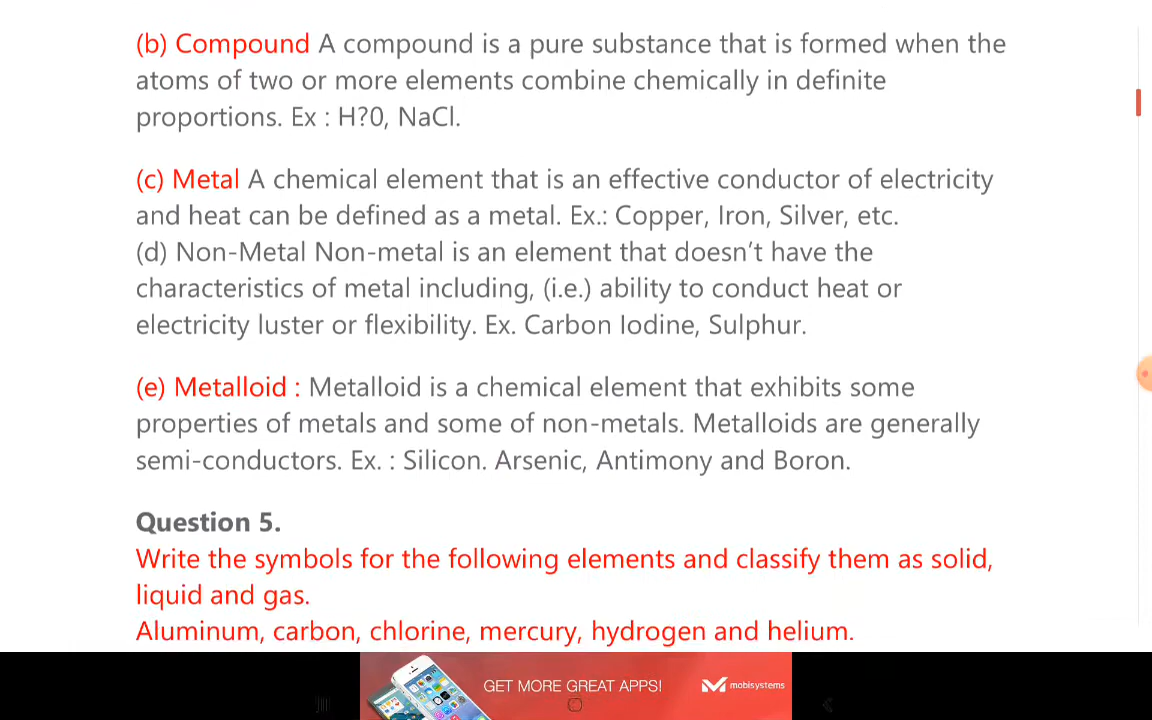 (b) Compound A compound is a pure substance that is formed when the
atoms of two or more elements combine chemically in definite
proportions. Ex : H?0, NaCl.
(c) Metal A chemical element that is an effective conductor of electricity
and heat can be defined as a metal. Ex.: Copper, Iron, Silver, etc.
(d) Non-Metal Non-metal is an element that doesn’t have the
characteristics of metal including, (i.e.) ability to conduct heat or
electricity luster or flexibility. Ex. Carbon Iodine, Sulphur.
(e) Metalloid : Metalloid is a chemical element that exhibits some
properties of metals and some of non-metals. Metalloids are generally
semi-conductors. Ex. : Silicon. Arsenic, Antimony and Boron.
Question 5.
Write the symbols for the following elements and classify them as solid,
liquid and gas.
Aluminum, carbon, chlorine, mercury, hydrogen and helium.
GET MORE GREAT APPS! mobisystems